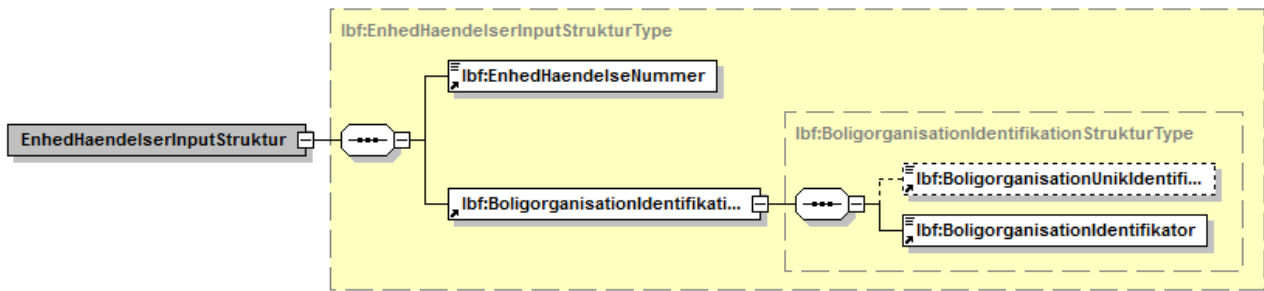 lbf:EnhedHaendelserInputStrukturType
lbf:EnhedHaendelseNummer
EnhedHaendelserInputStruktur
lbf:BoligorganisationIdentifikationStrukturType
lbf:BoligorganisationUnikIdentifi...
lbf:BoligorganisationIdentifikati...
lbf:BoligorganisationIdentifikator